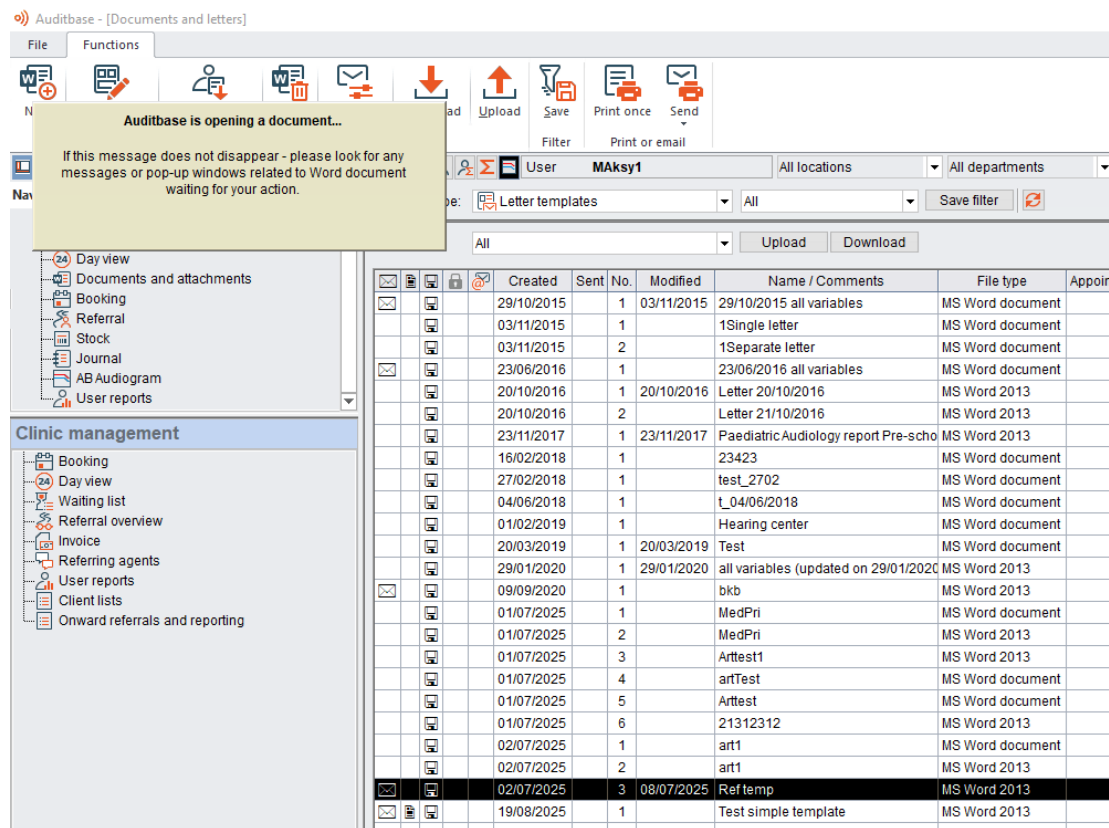 Auditbase - [Documents and letters]
File Functions
Upload Save Print once Send
Filter Print or email
Auditbase is opening a document...
If this message does not disappear - please look for any
messages or pop-up windows related to Word document
waiting for your action.
User MAksy1 All locations All departments
Letter templates All Save filter
All Upload Download
Day view
Documents and attachments
Booking
Referral
Stock
Journal
AB Audiogram
User reports
Clinic management
Booking
Day view
Waiting list
Referral overview
Invoice
Referring agents
User reports
Client lists
Onward referrals and reporting
Created Sent No. Modified Name / Comments File type Appoin
29/10/2015 1 03/11/2015 29/10/2015 all variables MS Word document
03/11/2015 1 1Single letter MS Word document
03/11/2015 2 1Separate letter MS Word document
23/06/2016 1 23/06/2016 all variables MS Word document
20/10/2016 1 20/10/2016 Letter 20/10/2016 MS Word 2013
20/10/2016 2 Letter 21/10/2016 MS Word 2013
23/11/2017 1 23/11/2017 Paediatric Audiology report Pre-scho MS Word 2013
16/02/2018 1 23423 MS Word document
27/02/2018 1 test_2702 MS Word document
04/06/2018 1 t_04/06/2018 MS Word document
01/02/2019 1 Hearing center MS Word document
20/03/2019 1 20/03/2019 Test MS Word document
29/01/2020 1 29/01/2020 all variables (updated on 29/01/2020 MS Word 2013
09/09/2020 1 bkb MS Word 2013
01/07/2025 1 MedPri MS Word document
01/07/2025 2 MedPri MS Word 2013
01/07/2025 3 Arttest1 MS Word 2013
01/07/2025 4 artTest MS Word document
01/07/2025 5 Arttest MS Word document
01/07/2025 6 21312312 MS Word 2013
02/07/2025 1 art1 MS Word document
02/07/2025 2 art1 MS Word 2013
02/07/2025 3 08/07/2025 Ref temp MS Word 2013
19/08/2025 1 Test simple template MS Word 2013